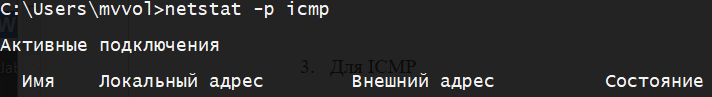 C:\Users\mvvol>netstat -p icmp
Активные подключения
3. Для ICMP
Имя Локальный адрес Внешний адрес Состояние